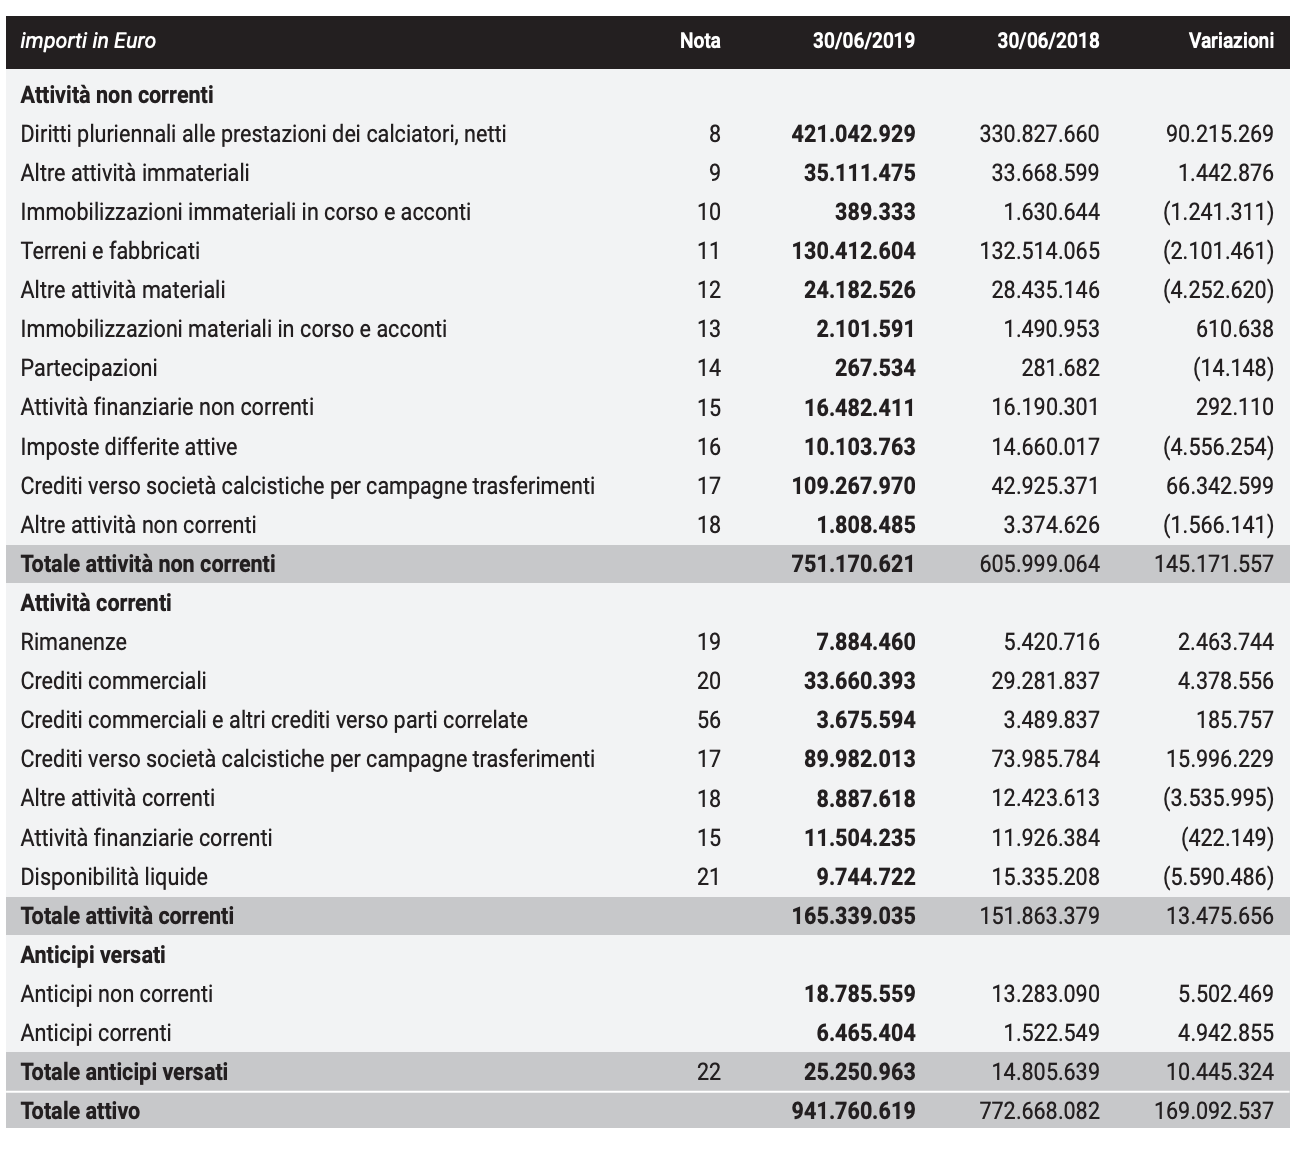 importi in Euro Nota 30/06/2019 30/06/2018 Variazioni
Attività non correnti
Diritti pluriennali alle prestazioni dei calciatori, netti 8 421.042.929 330.827.660 90.215.269
Altre attività immateriali 9 35.111.475 33.668.599 1.442.876
Immobilizzazioni immateriali in corso e acconti 10 389.333 1.630.644 (1.241.311)
Terreni e fabbricati 11 130.412.604 132.514.065 (2.101.461)
Altre attività materiali 12 24.182.526 28.435.146 (4.252.620)
Immobilizzazioni materiali in corso e acconti 13 2.101.591 1.490.953 610.638
Partecipazioni 14 267.534 281.682 (14.148)
Attività finanziarie non correnti 15 16.482.411 16.190.301 292.110
Imposte differite attive 16 10.103.763 14.660.017 (4.556.254)
Crediti verso società calcistiche per campagne trasferimenti 17 109.267.970 42.925.371 66.342.599
Altre attività non correnti 18 1.808.485 3.374.626 (1.566.141)
Totale attività non correnti 751.170.621 605.999.064 145.171.557
Attività correnti
Rimanenze 19 7.884.460 5.420.716 2.463.744
Crediti commerciali 20 33.660.393 29.281.837 4.378.556
Crediti commerciali e altri crediti verso parti correlate 56 3.675.594 3.489.837 185.757
Crediti verso società calcistiche per campagne trasferimenti 17 89.982.013 73.985.784 15.996.229
Altre attività correnti 18 8.887.618 12.423.613 (3.535.995)
Attività finanziarie correnti 15 11.504.235 11.926.384 (422.149)
Disponibilità liquide 21 9.744.722 15.335.208 (5.590.486)
Totale attività correnti 165.339.035 151.863.379 13.475.656
Anticipi versati
Anticipi non correnti 18.785.559 13.283.090 5.502.469
Anticipi correnti 6.465.404 1.522.549 4.942.855
Totale anticipi versati 22 25.250.963 14.805.639 10.445.324
Totale attivo 941.760.619 772.668.082 169.092.537